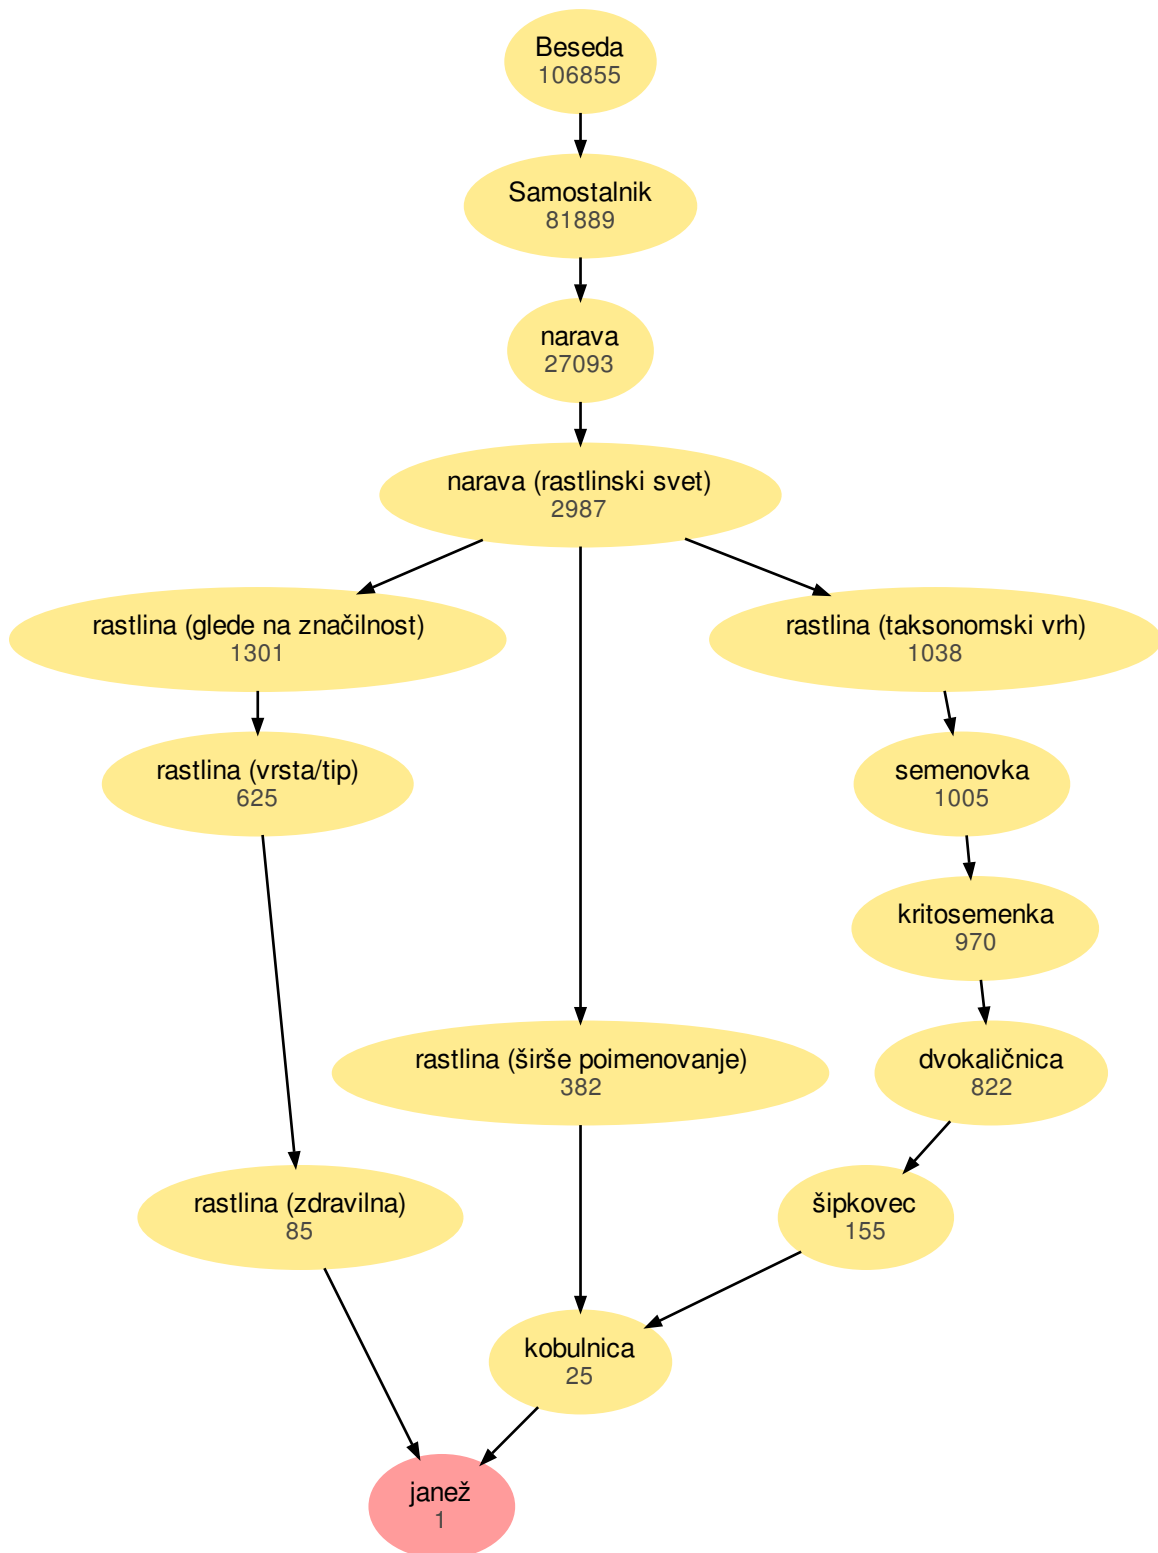 Beseda
106855
Samostalnik
81889
narava
27093
narava (rastlinski svet)
2987
rastlina (glede na značilnost)
1301
rastlina (taksonomski vrh)
1038
rastlina (vrsta/tip)
625
semenovka
1005
kritosemenka
970
rastlina (širše poimenovanje)
382
dvokaličnica
822
rastlina (zdravilna)
85
šipkovec
155
kobulnica
25
janež
1